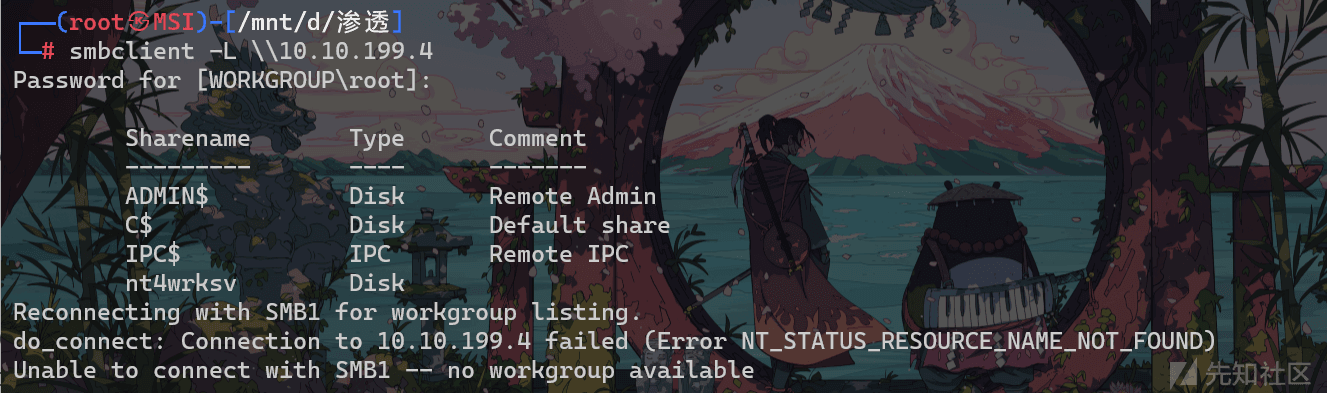 ┌──(root㉿MSI)-[/mnt/d/渗透]
└─# smbclient -L \\10.10.199.4
Password for [WORKGROUP\root]:
Sharename Type Comment
--------- ---- -------
ADMIN$ Disk Remote Admin
C$ Disk Default share
IPC$ IPC Remote IPC
nt4wrksv Disk
Reconnecting with SMB1 for workgroup listing.
do_connect: Connection to 10.10.199.4 failed (Error NT_STATUS_RESOURCE_NAME_NOT_FOUND)
Unable to connect with SMB1 -- no workgroup available
先知社区